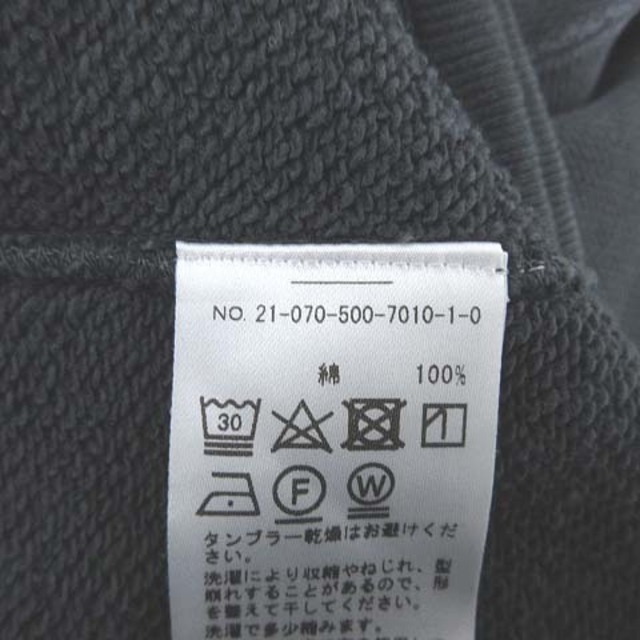 NO. 21-070-500-7010-1-0
綿 100%
30
F W
タンブラー乾燥はお避けくだ
さい。
洗濯により収縮やねじれ、型
崩れすることがあるので、形
を整えて干してください。
洗濯で多少縮みます。